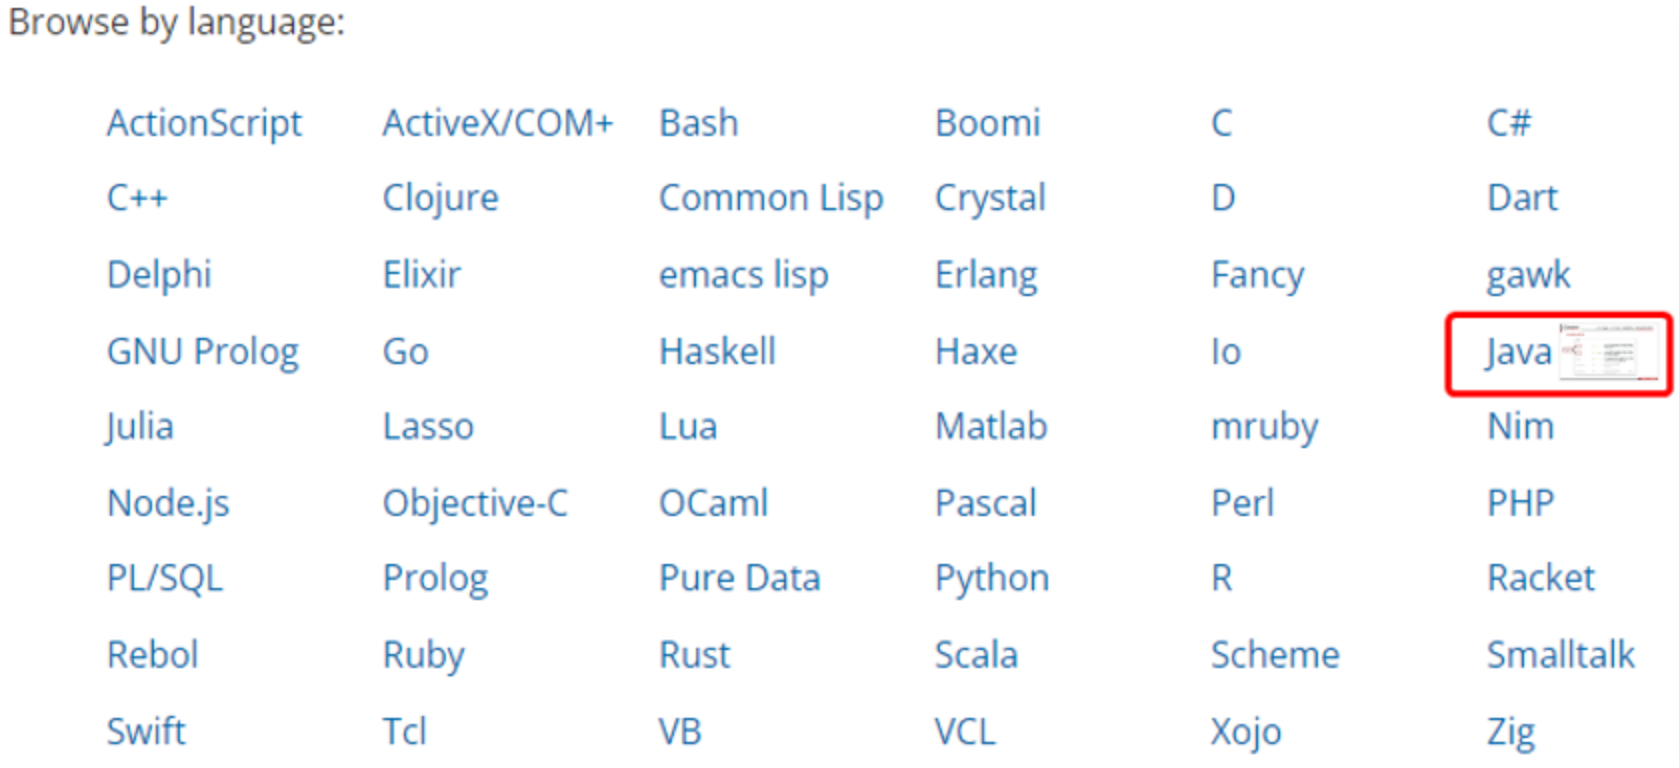 Browse by language:
ActionScript ActiveX/COM+ Bash Boomi C C#
C++ Clojure Common Lisp Crystal D Dart
Delphi Elixir emacs lisp Erlang Fancy gawk
GNU Prolog Go Haskell Haxe Io Java
Julia Lasso Lua Matlab mruby Nim
Node.js Objective-C OCaml Pascal Perl PHP
PL/SQL Prolog Pure Data Python R Racket
Rebol Ruby Rust Scala Scheme Smalltalk
Swift Tcl VB VCL Xojo Zig